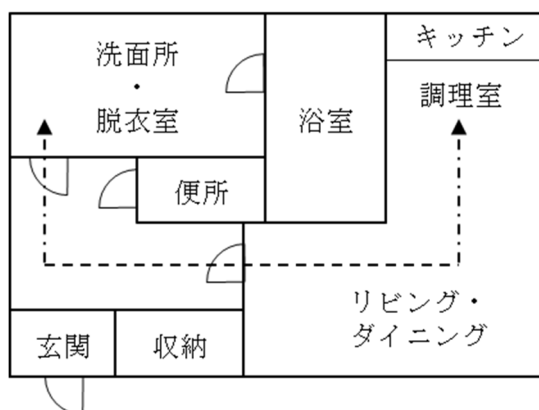 洗面所
・
脱衣室
浴室
キッチン
調理室
便所
リビング・
ダイニング
玄関
収納